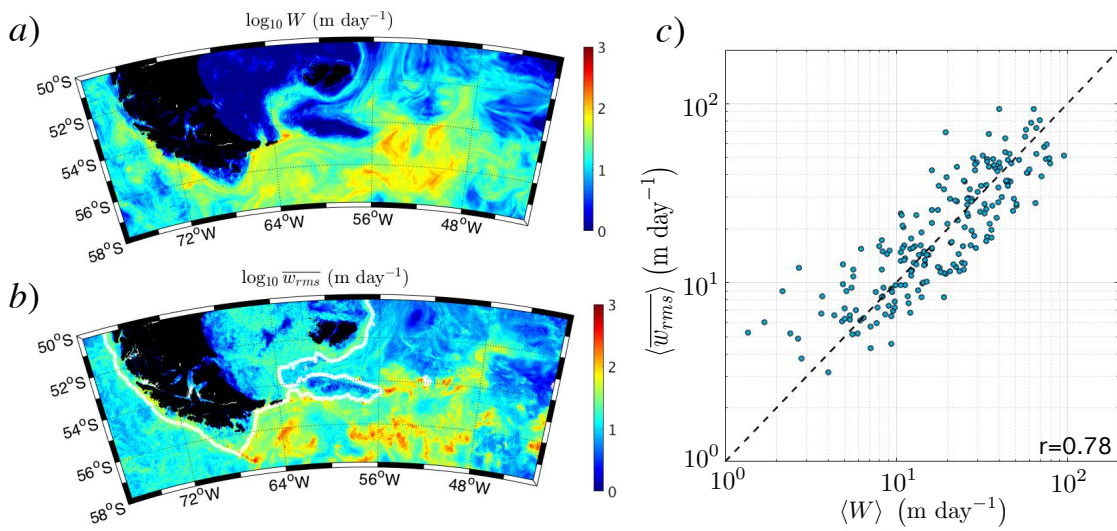 a)
log₁₀ W (m day⁻¹)
50°S
52°S
54°S
56°S
58°S
72°W
64°W
56°W
48°W
3
2
1
0
b)
log₁₀ w̅r̅m̅s̅ (m day⁻¹)
50°S
52°S
54°S
56°S
58°S
72°W
64°W
56°W
48°W
3
2
1
0
c)
⟨w̅r̅m̅s̅⟩ (m day⁻¹)
10²
10¹
10⁰
r=0.78
10⁰
10¹
10²
⟨W⟩ (m day⁻¹)